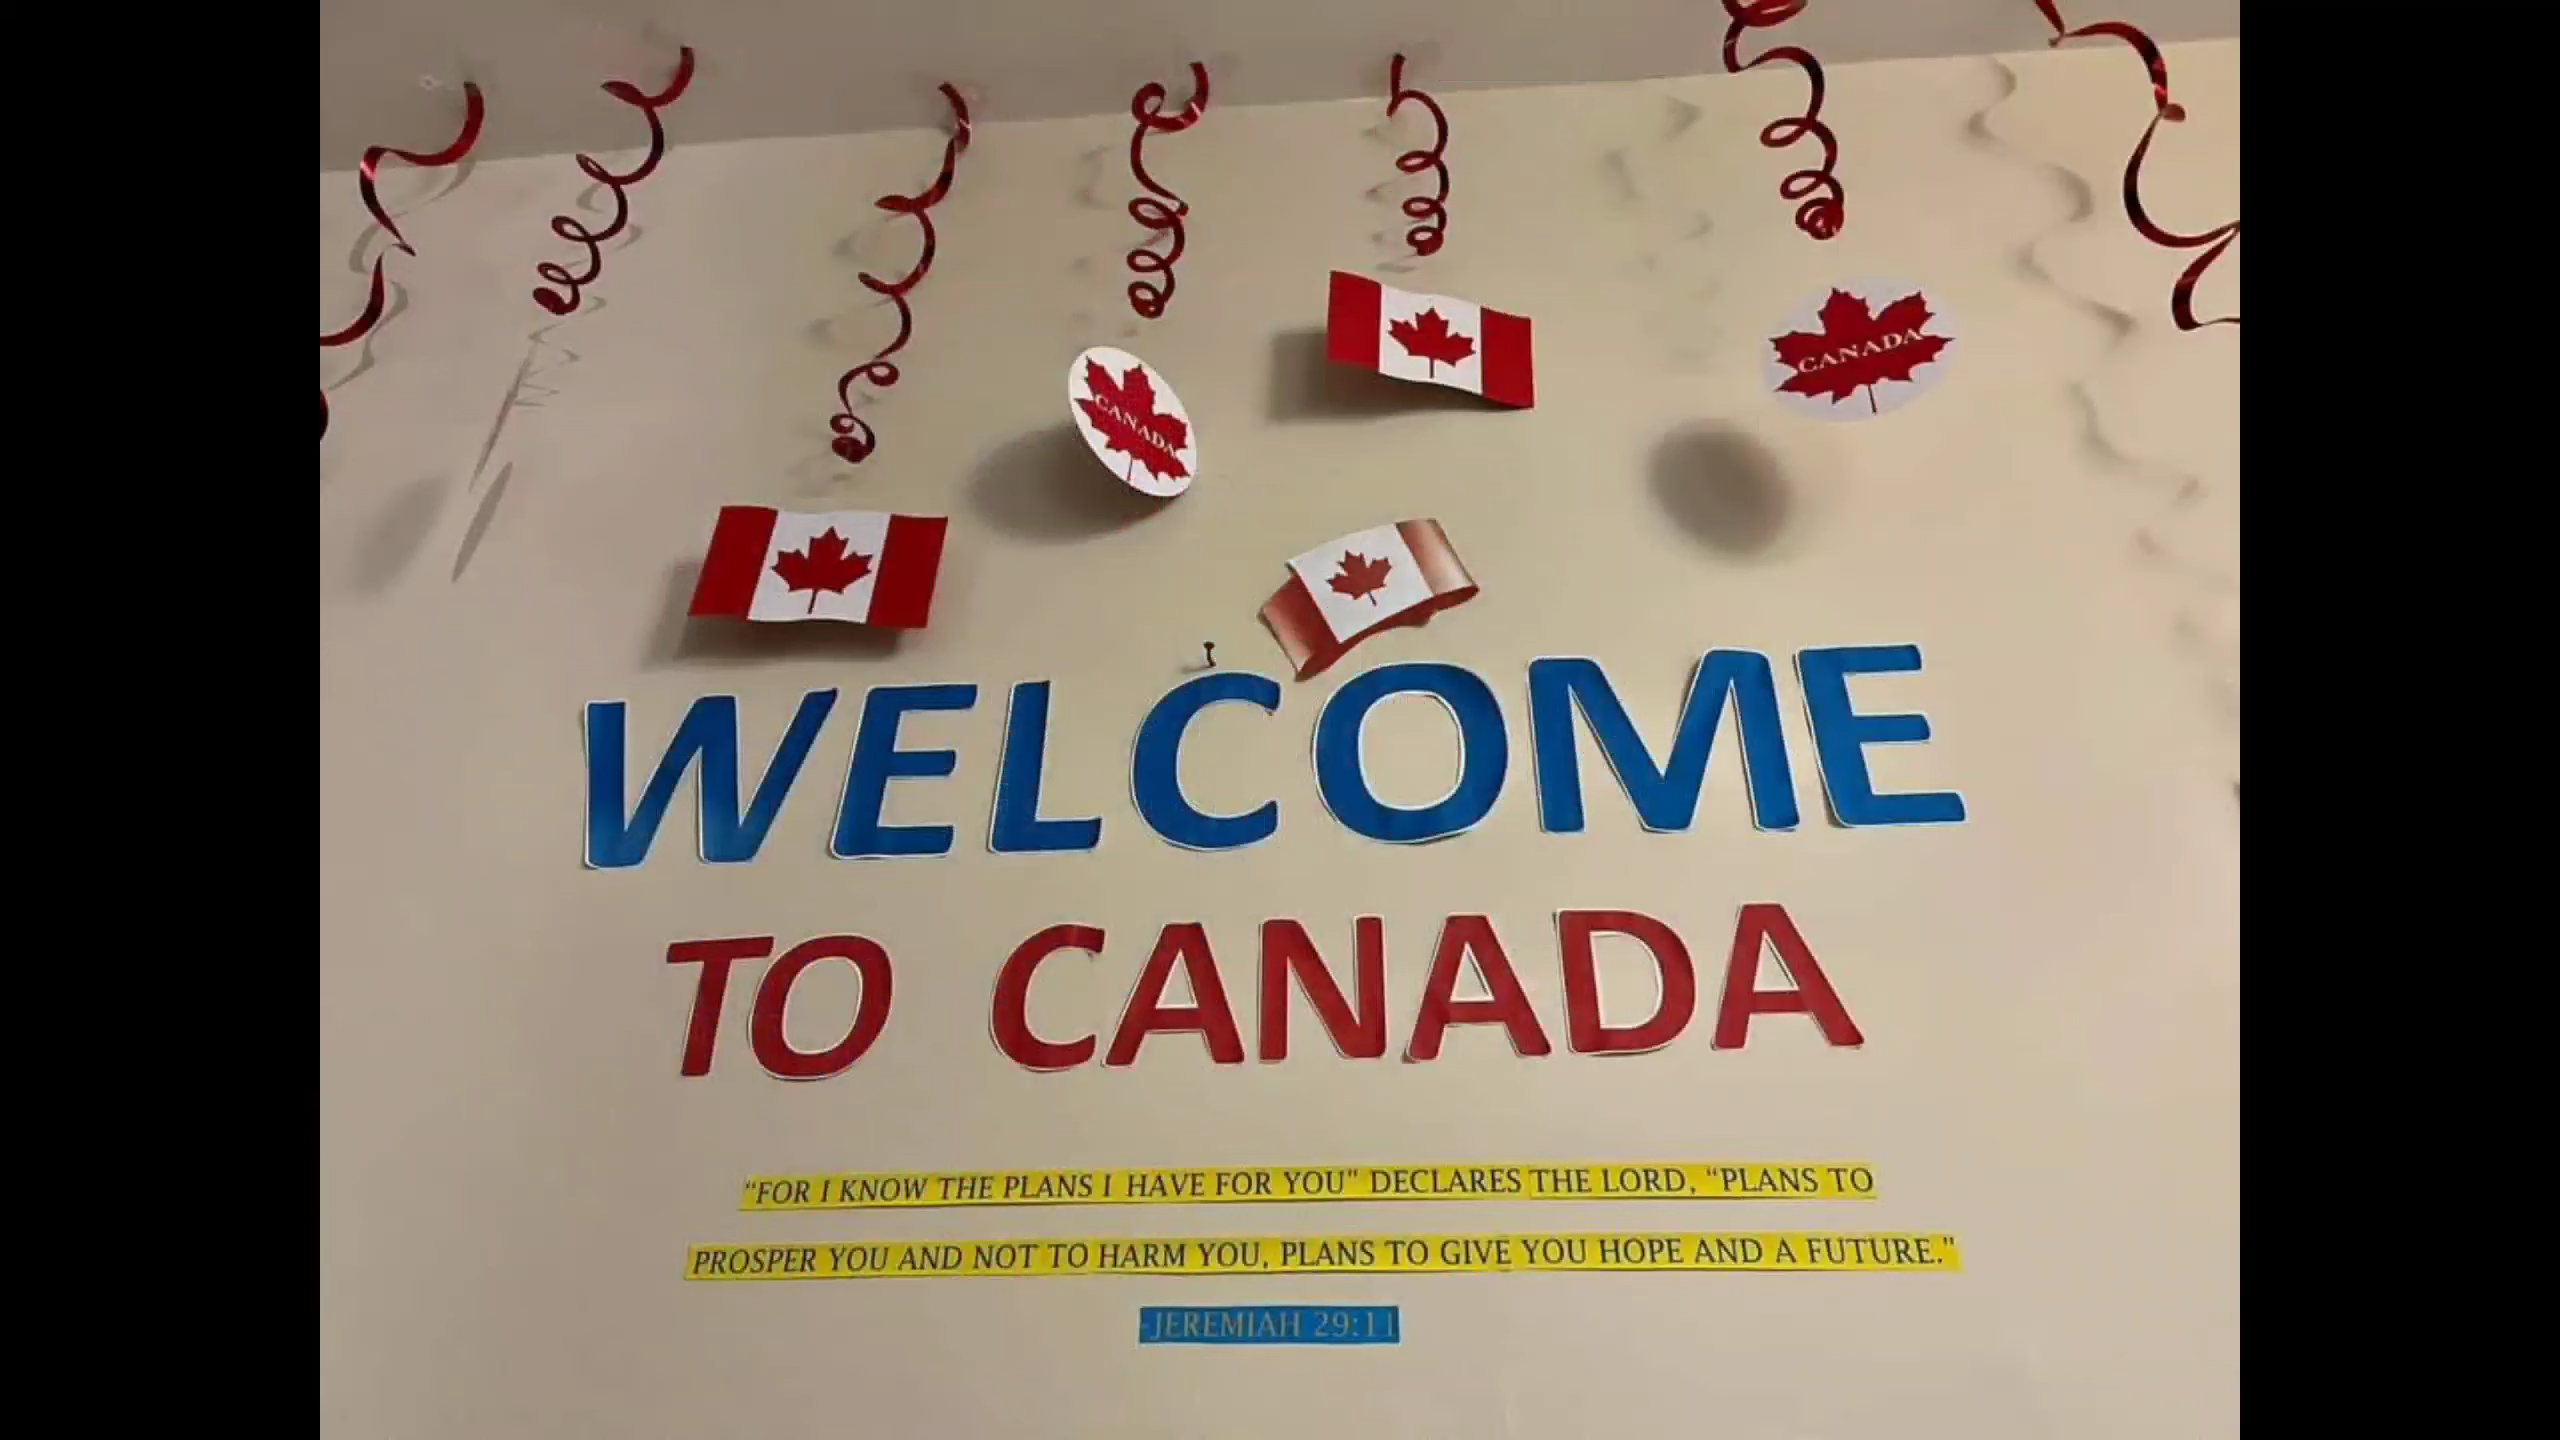 CANADA
CANADA
WELCOME
TO CANADA
"FOR I KNOW THE PLANS I HAVE FOR YOU" DECLARES THE LORD, "PLANS TO
PROSPER YOU AND NOT TO HARM YOU, PLANS TO GIVE YOU HOPE AND A FUTURE."
-JEREMIAH 29:11